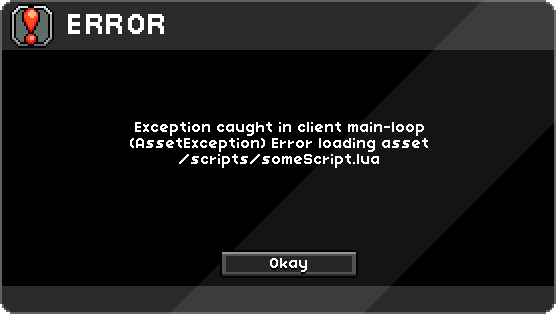 ERROR
Exception caught in client main-loop
(AssetException) Error loading asset
/scripts/someScript.lua
Okay